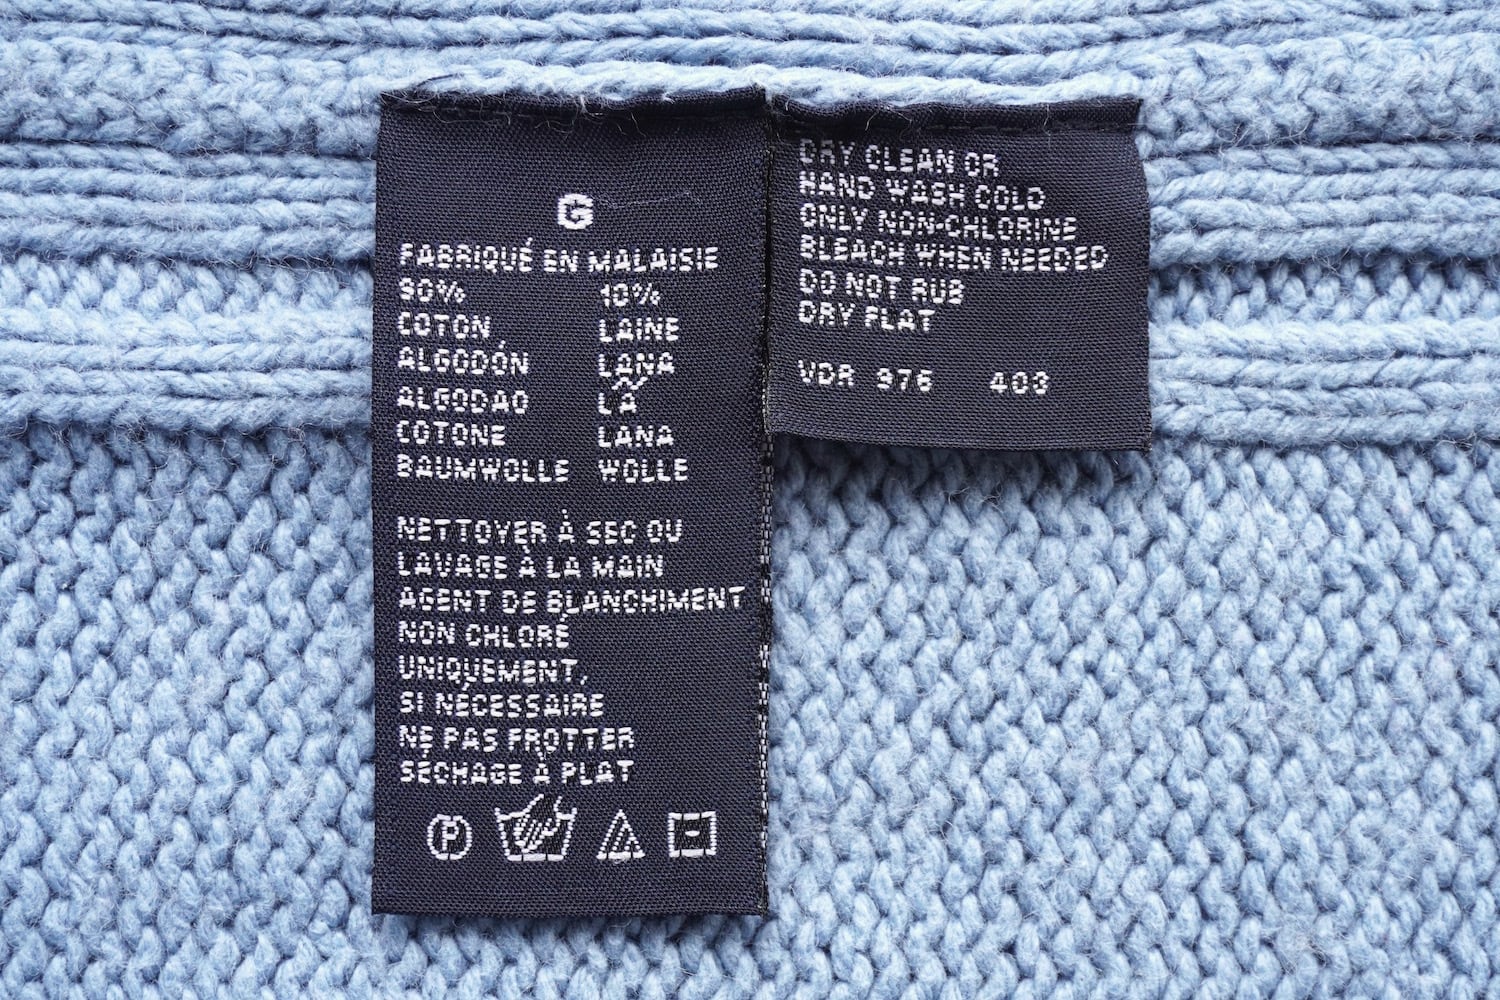 G
FABRIQUÉ EN MALAISIE
90% 10%
COTON LAINE
ALGODÓN LANA
ALGODAO LÃ
COTONE LANA
BAUMWOLLE WOLLE
NETTOYER À SEC OU
LAVAGE À LA MAIN
AGENT DE BLANCHIMENT
NON CHLORÉ
UNIQUEMENT,
SI NÉCESSAIRE
NE PAS FROTTER
SÉCHAGE À PLAT
P
DRY CLEAN OR
HAND WASH COLD
ONLY NON-CHLORINE
BLEACH WHEN NEEDED
DO NOT RUB
DRY FLAT
VDR 976 403